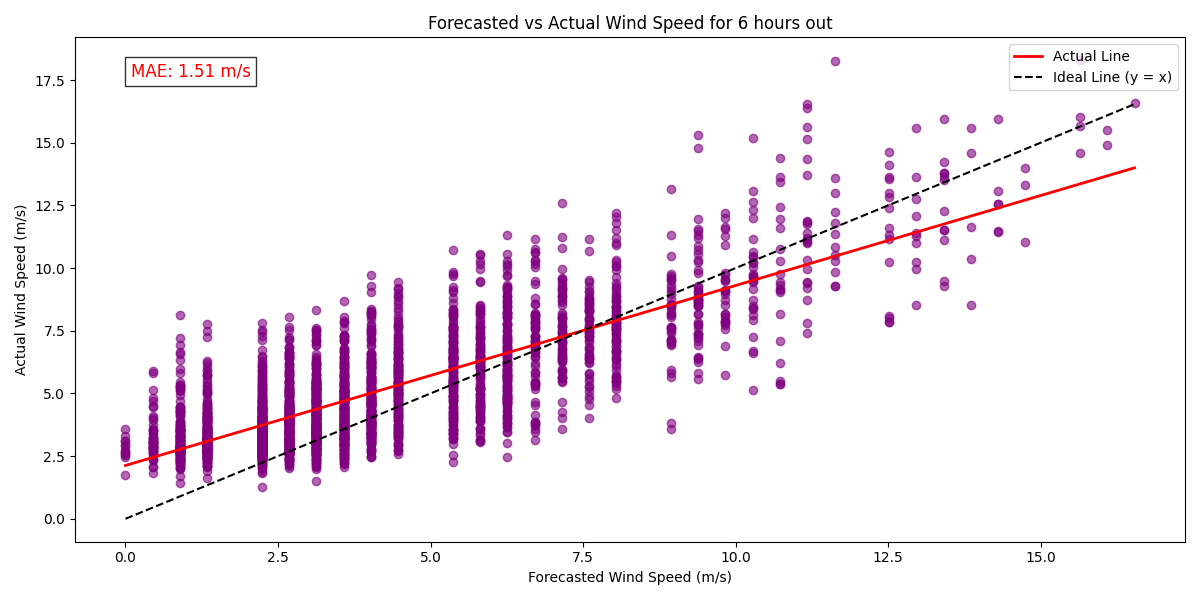 Forecasted vs Actual Wind Speed for 6 hours out
MAE: 1.51 m/s
Actual Line
Ideal Line (y = x)
17.5
15.0
12.5
10.0
7.5
5.0
2.5
0.0
Actual Wind Speed (m/s)
0.0 2.5 5.0 7.5 10.0 12.5 15.0
Forecasted Wind Speed (m/s)